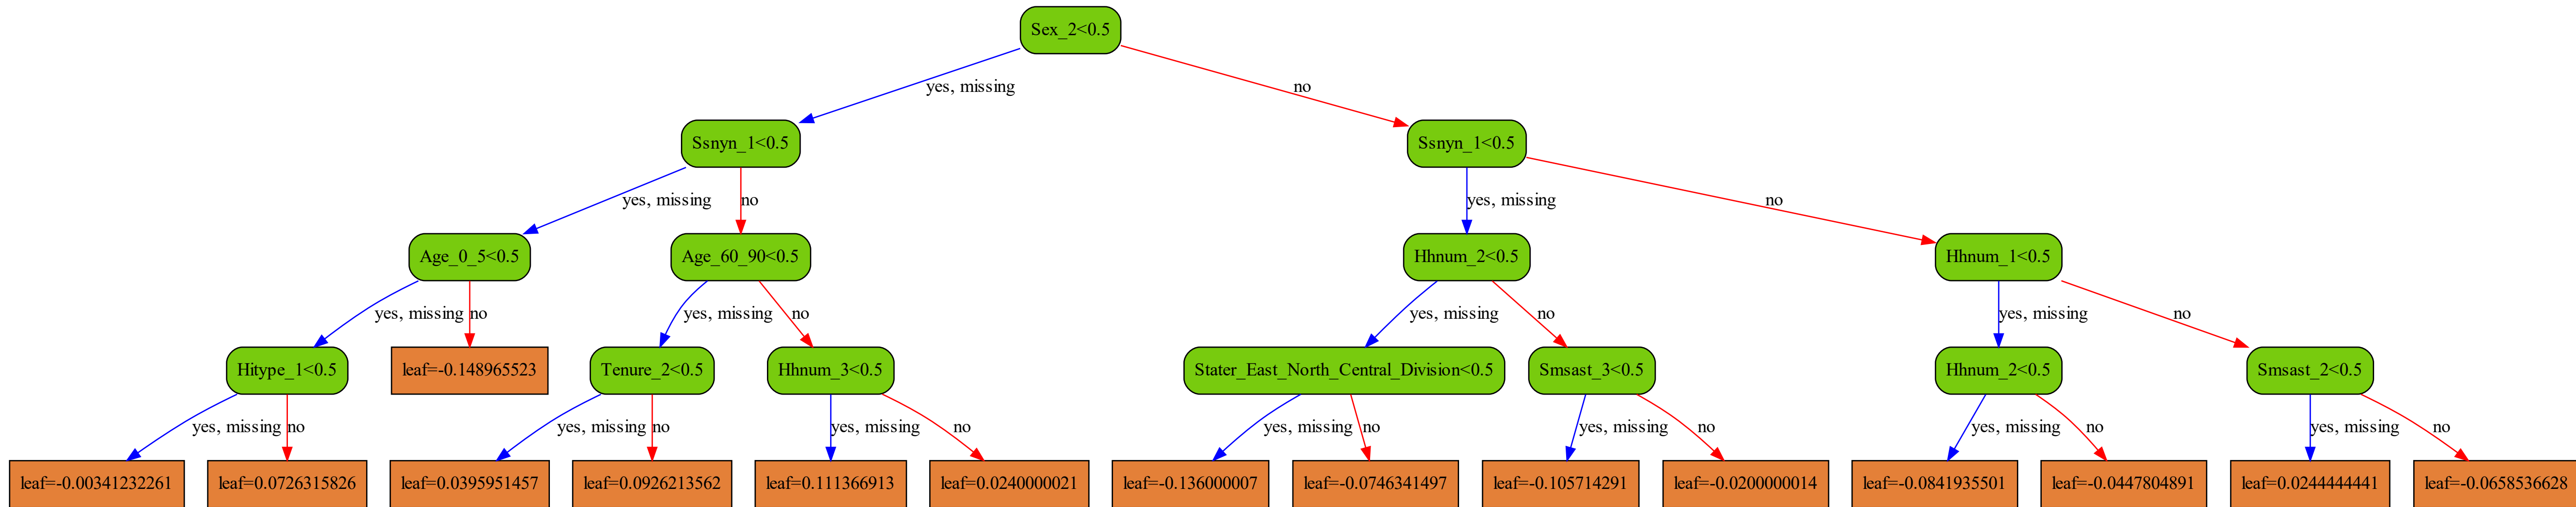 Sex_2<0.5
yes, missing
no
Ssnyn_1<0.5
Ssnyn_1<0.5
yes, missing
no
yes, missing
no
Age_0_5<0.5
Age_60_90<0.5
Hhnum_2<0.5
Hhnum_1<0.5
yes, missing
no
yes, missing
no
yes, missing
no
yes, missing
no
Hitype_1<0.5
leaf=-0.148965523
Tenure_2<0.5
Hhnum_3<0.5
Stater_East_North_Central_Division<0.5
Smsast_3<0.5
Hhnum_2<0.5
Smsast_2<0.5
yes, missing
no
yes, missing
no
yes, missing
no
yes, missing
no
yes, missing
no
yes, missing
no
yes, missing
no
leaf=-0.00341232261
leaf=0.0726315826
leaf=0.0395951457
leaf=0.0926213562
leaf=0.111366913
leaf=0.0240000021
leaf=-0.136000007
leaf=-0.0746341497
leaf=-0.105714291
leaf=-0.0200000014
leaf=-0.0841935501
leaf=-0.0447804891
leaf=0.0244444441
leaf=-0.0658536628